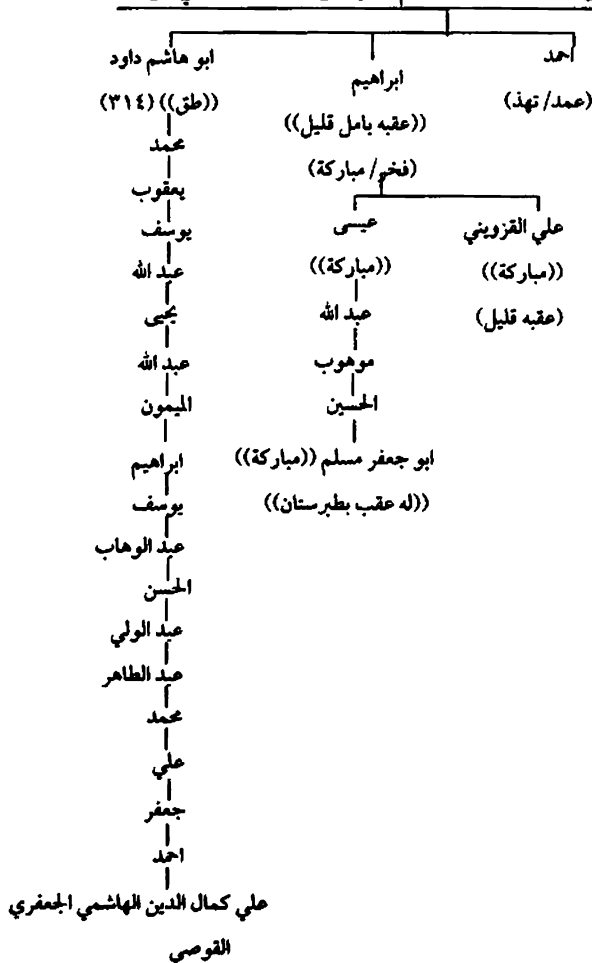 احمد
(عمد/ تهذ)
ابراهيم
((عقبه بامل قليل))
(فخر/ مباركة)
علي القزويني
((مباركة))
(عقبه قليل)
عيسى
((مباركة))
عبد الله
موهوب
الحسين
ابو جعفر مسلم ((مباركة))
((له عقب بطبرستان))
ابو هاشم داود
((طق)) (٣١٤)
محمد
يعقوب
يوسف
عبد الله
يحيى
عبد الله
الميمون
ابراهيم
يوسف
عبد الوهاب
الحسن
عبد الولي
عبد الطاهر
محمد
علي
جعفر
احمد
علي كمال الدين الهاشمي الجعفري
القوصي